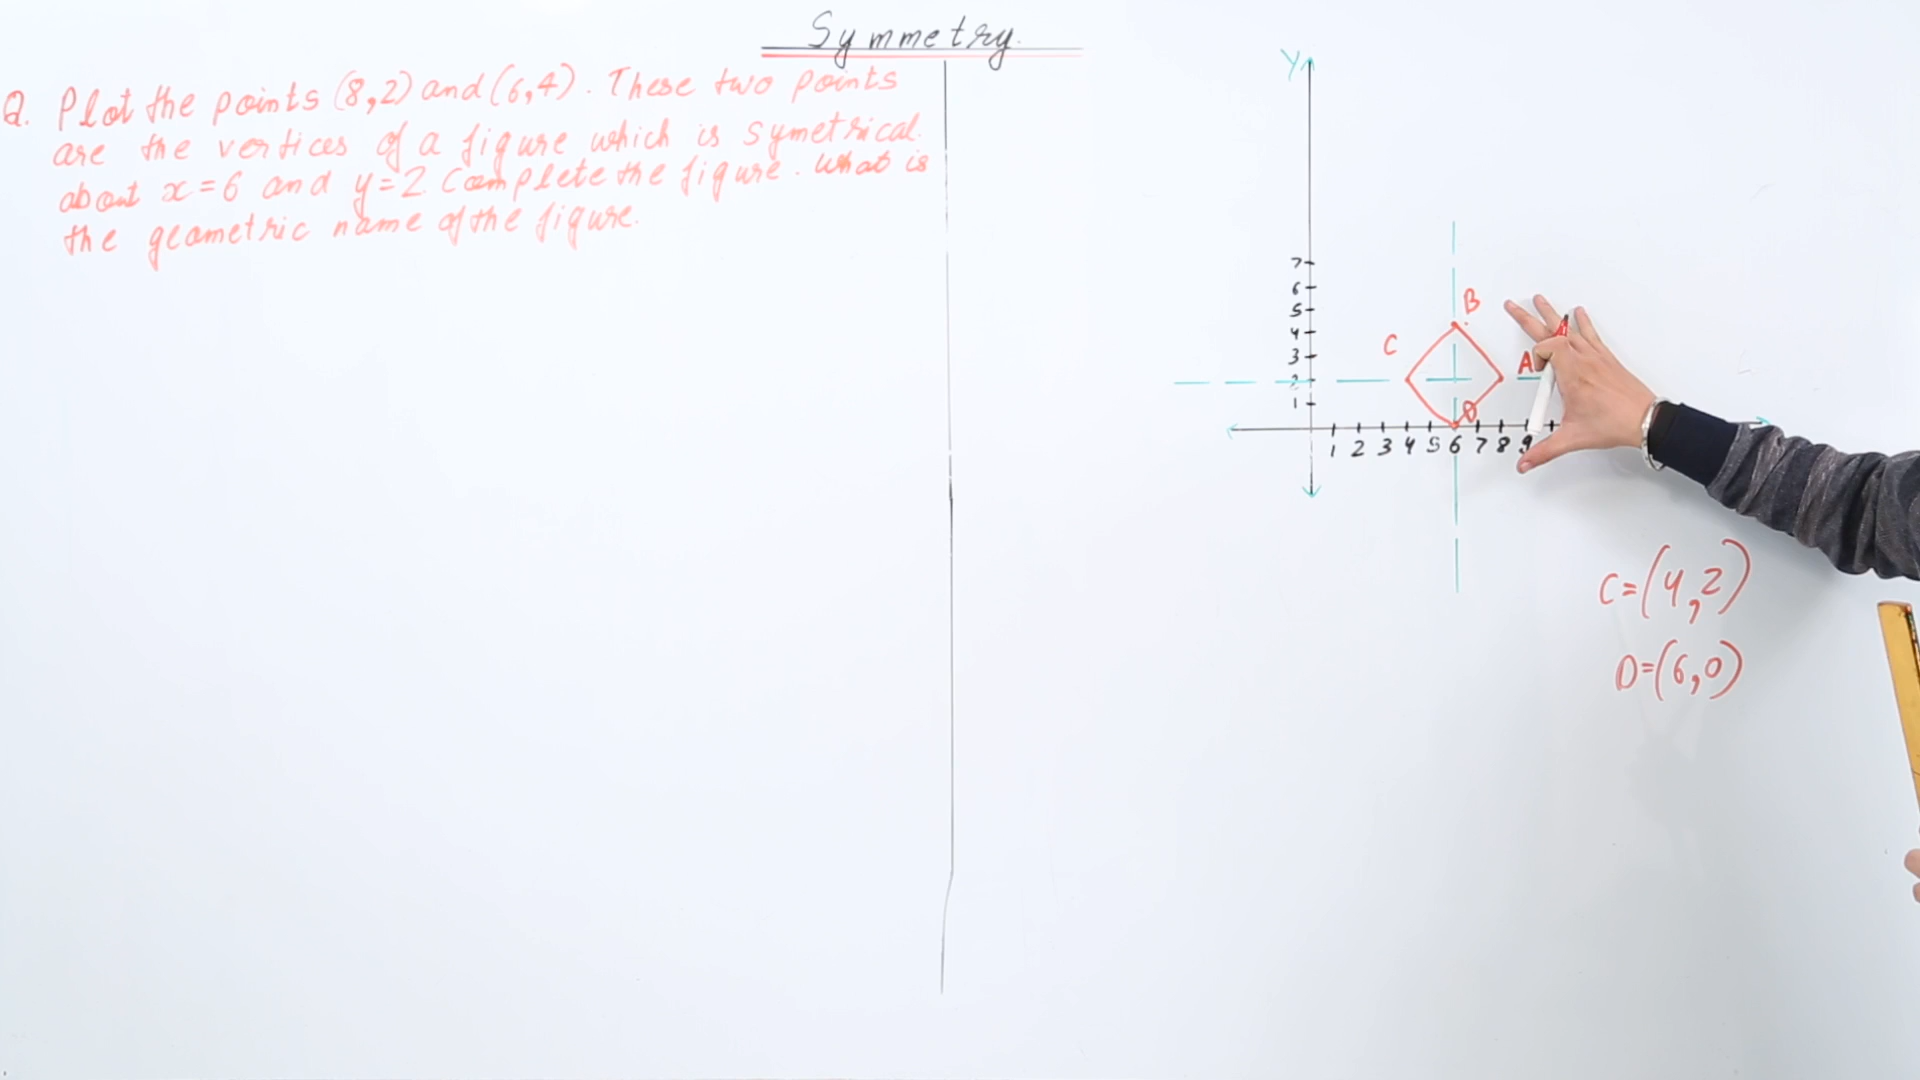 Symmetry.
Q. Plot the points (8,2) and (6,4). These two points
are the vertices of a figure which is symetrical.
about x=6 and y=2. Complete the figure. What is
the geometric name of the figure.
Y
7
6
5
4
3
2
1
B
C
A
D
1 2 3 4 5 6 7 8 9
C=(4,2)
D=(6,0)